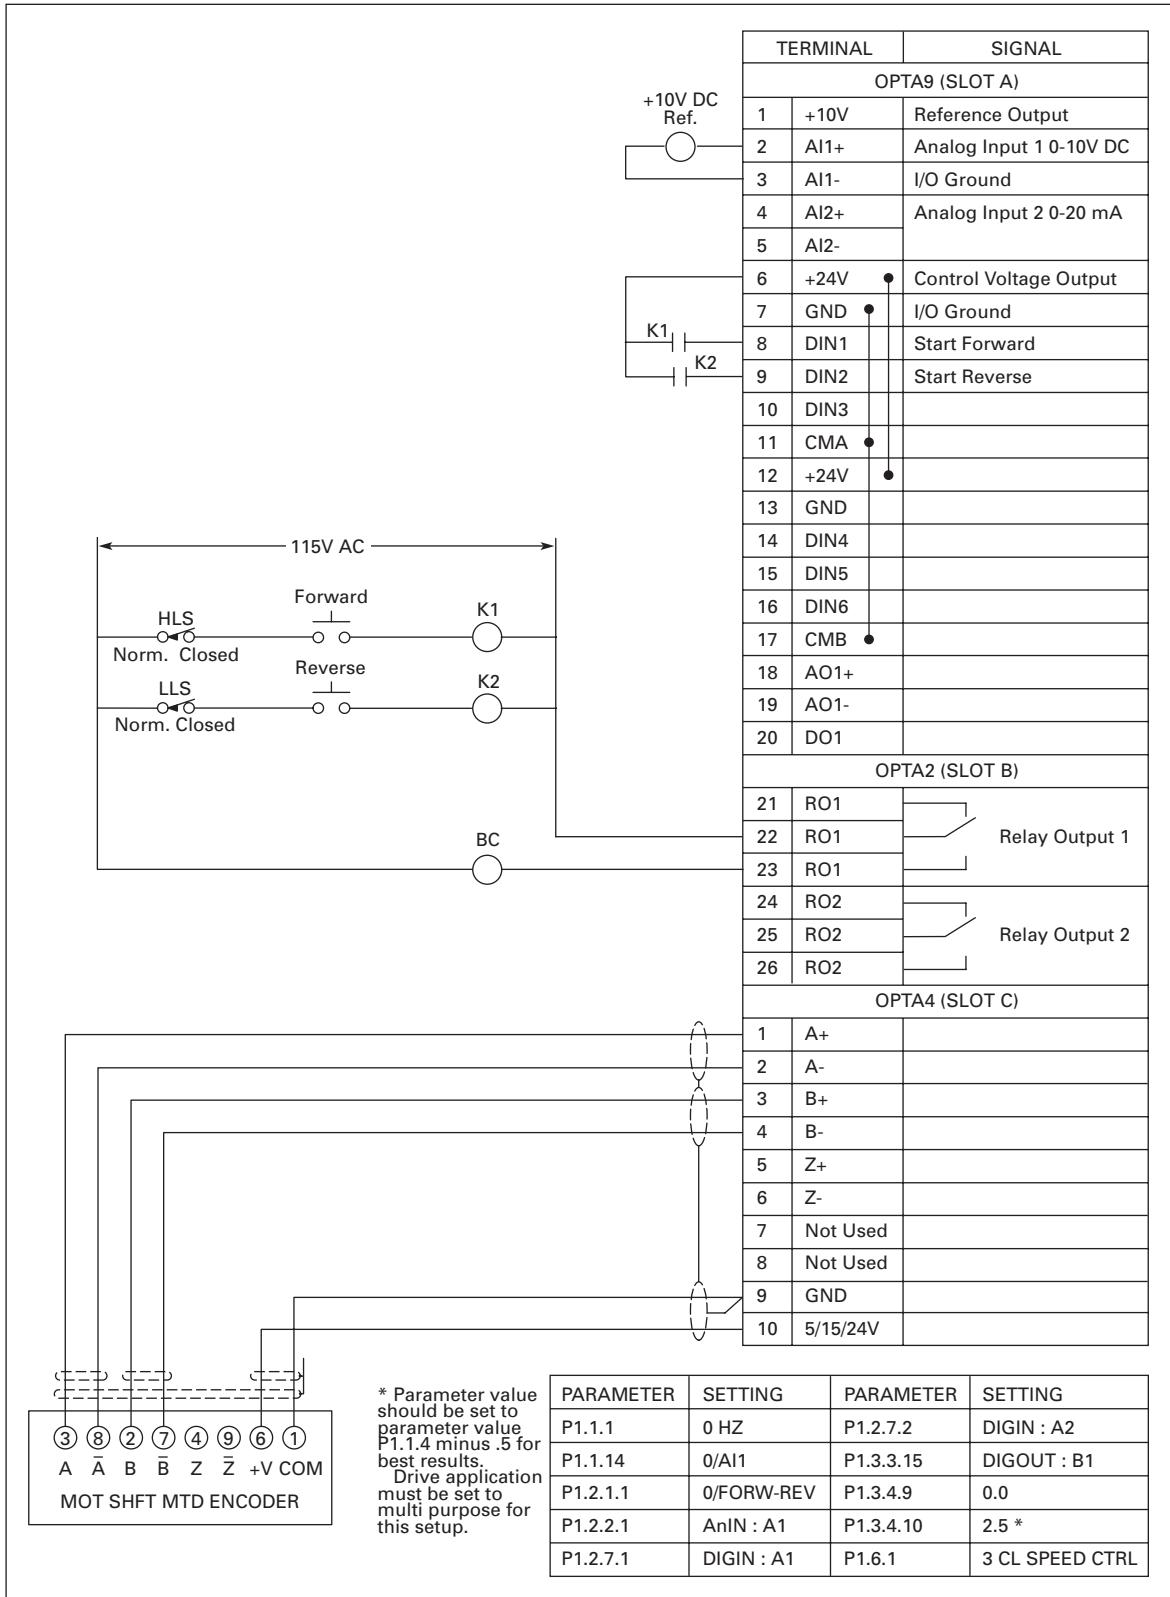 TERMINAL SIGNAL
OPTA9 (SLOT A)
+10V DC
Ref.
1 +10V Reference Output
2 AI1+ Analog Input 1 0-10V DC
3 AI1- I/O Ground
4 AI2+ Analog Input 2 0-20 mA
5 AI2-
6 +24V Control Voltage Output
7 GND I/O Ground
K1
8 DIN1 Start Forward
K2
9 DIN2 Start Reverse
10 DIN3
11 CMA
12 +24V
13 GND
14 DIN4
15 DIN5
16 DIN6
17 CMB
18 AO1+
19 AO1-
20 DO1
115V AC
HLS Forward K1
Norm. Closed
LLS Reverse K2
Norm. Closed
OPTA2 (SLOT B)
21 RO1
22 RO1 Relay Output 1
23 RO1
BC
24 RO2
25 RO2 Relay Output 2
26 RO2
OPTA4 (SLOT C)
1 A+
2 A-
3 B+
4 B-
5 Z+
6 Z-
7 Not Used
8 Not Used
9 GND
10 5/15/24V
3 8 2 7 4 9 6 1
A A̅ B B̅ Z Z̅ +V COM
MOT SHFT MTD ENCODER
* Parameter value
should be set to
parameter value
P1.1.4 minus .5 for
best results.
Drive application
must be set to
multi purpose for
this setup.
PARAMETER SETTING PARAMETER SETTING
P1.1.1 0 HZ P1.2.7.2 DIGIN : A2
P1.1.14 0/AI1 P1.3.3.15 DIGOUT : B1
P1.2.1.1 0/FORW-REV P1.3.4.9 0.0
P1.2.2.1 AnIN : A1 P1.3.4.10 2.5 *
P1.2.7.1 DIGIN : A1 P1.6.1 3 CL SPEED CTRL